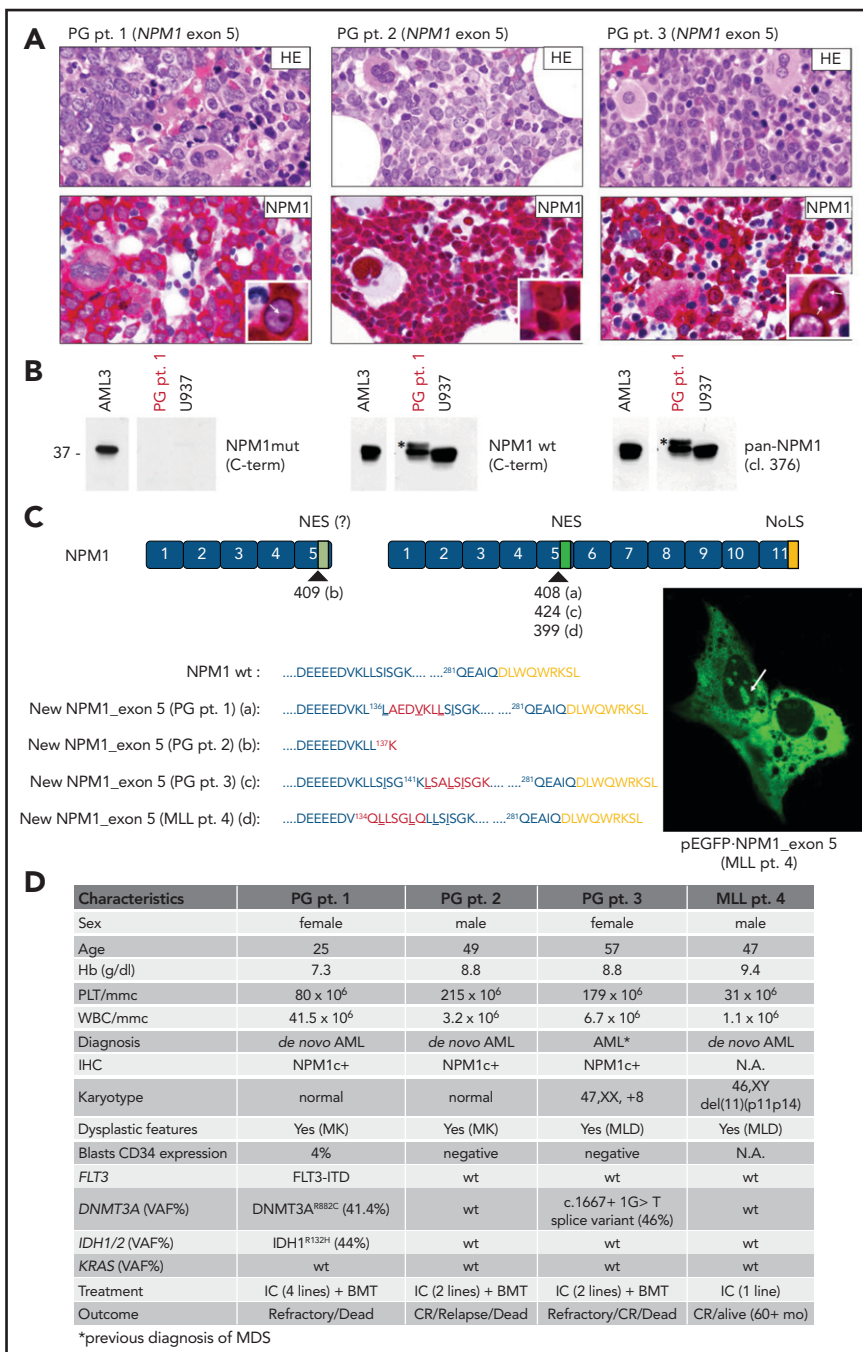 A
PG pt. 1 (NPM1 exon 5)
PG pt. 2 (NPM1 exon 5)
PG pt. 3 (NPM1 exon 5)
HE
HE
HE
NPM1
NPM1
NPM1
B
AML3
PG pt. 1
U937
AML3
PG pt. 1
U937
AML3
PG pt. 1
U937
37 -
NPM1mut
(C-term)
*
NPM1 wt
(C-term)
*
pan-NPM1
(cl. 376)
C
NES (?)
NES
NoLS
NPM1
1 2 3 4 5
1 2 3 4 5 6 7 8 9 10 11
409 (b)
408 (a)
424 (c)
399 (d)
NPM1 wt : ....DEEEEDVKLLSISGK.... ....²⁸¹QEAIQDLWQWRKSL
New NPM1_exon 5 (PG pt. 1) (a): ....DEEEEDVKL¹³⁶LAEDVKLLSISGK.... ....²⁸¹QEAIQDLWQWRKSL
New NPM1_exon 5 (PG pt. 2) (b): ....DEEEEDVKLL¹³⁷K
New NPM1_exon 5 (PG pt. 3) (c): ....DEEEEDVKLLSISG¹⁴¹KLSALSISGK.... ....²⁸¹QEAIQDLWQWRKSL
New NPM1_exon 5 (MLL pt. 4) (d): ....DEEEEDV¹³⁴QLLSGLQLLSISGK.... ....²⁸¹QEAIQDLWQWRKSL
pEGFP·NPM1_exon 5
(MLL pt. 4)
D
Characteristics PG pt. 1 PG pt. 2 PG pt. 3 MLL pt. 4
Sex female male female male
Age 25 49 57 47
Hb (g/dl) 7.3 8.8 8.8 9.4
PLT/mmc 80 x 10⁶ 215 x 10⁶ 179 x 10⁶ 31 x 10⁶
WBC/mmc 41.5 x 10⁶ 3.2 x 10⁶ 6.7 x 10⁶ 1.1 x 10⁶
Diagnosis de novo AML de novo AML AML* de novo AML
IHC NPM1c+ NPM1c+ NPM1c+ N.A.
Karyotype normal normal 47,XX, +8 46,XY
del(11)(p11p14)
Dysplastic features Yes (MK) Yes (MK) Yes (MLD) Yes (MLD)
Blasts CD34 expression 4% negative negative N.A.
FLT3 FLT3-ITD wt wt wt
DNMT3A (VAF%) DNMT3Aᴿ⁸⁸²ᶜ (41.4%) wt c.1667+ 1G> T
splice variant (46%) wt
IDH1/2 (VAF%) IDH1ᴿ¹³²ᴴ (44%) wt wt wt
KRAS (VAF%) wt wt wt wt
Treatment IC (4 lines) + BMT IC (2 lines) + BMT IC (2 lines) + BMT IC (1 line)
Outcome Refractory/Dead CR/Relapse/Dead Refractory/CR/Dead CR/alive (60+ mo)
*previous diagnosis of MDS